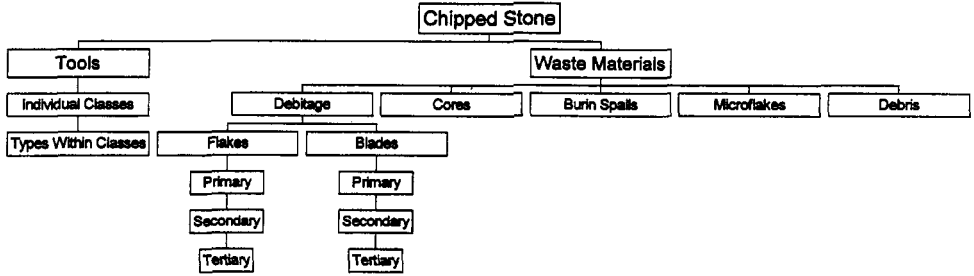 Chipped Stone
Tools
Waste Materials
Individual Classes
Debitage
Cores
Burin Spalls
Microflakes
Debris
Types Within Classes
Flakes
Blades
Primary
Primary
Secondary
Secondary
Tertiary
Tertiary